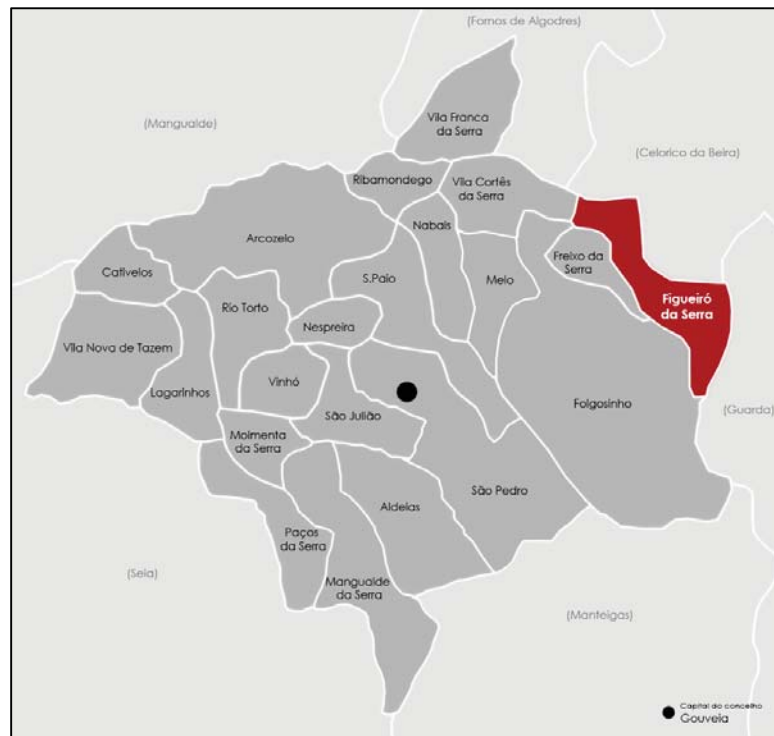 (Fornos de Algodres)
Vila Franca
da Serra
(Mangualde)
(Celorico da Beira)
Ribamondego
Vila Cortês
da Serra
Nabais
Arcozelo
Freixo da
Serra
Cativelos
S.Paio
Melo
Rio Torto
Figueiró
da Serra
Nespreira
Vila Nova de Tazem
Vinhó
Lagarinhos
Folgosinho
(Guarda)
São Julião
Moimenta
da Serra
São Pedro
Aldeias
Paços
da Serra
(Seia)
Mangualde
da Serra
(Manteigas)
Capital do concelho
Gouveia